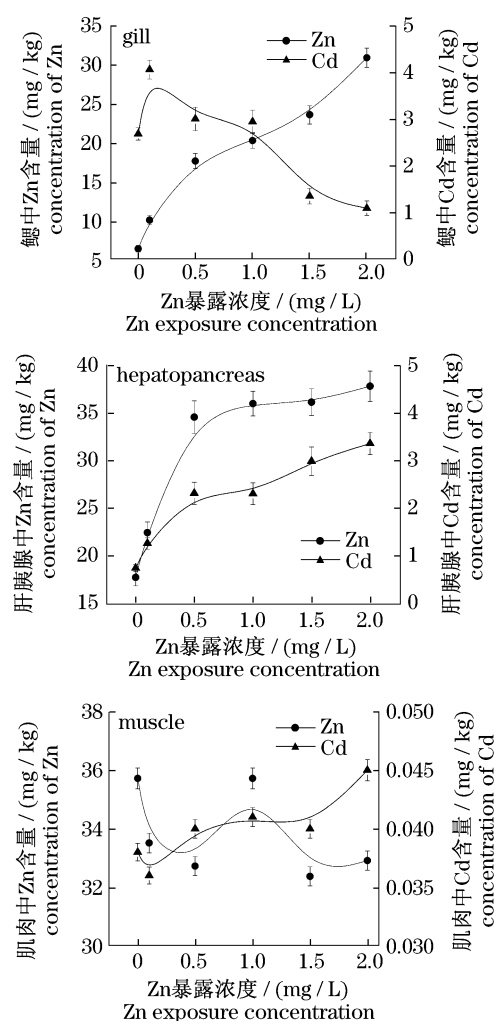 gill
Zn
Cd
鳃中Zn含量 / (mg / kg)
concentration of Zn
35
30
25
20
15
10
5
鳃中Cd含量 / (mg / kg)
concentration of Cd
5
4
3
2
1
0
0 0.5 1.0 1.5 2.0
Zn暴露浓度 / (mg / L)
Zn exposure concentration
hepatopancreas
Zn
Cd
肝胰腺中Zn含量 / (mg / kg)
concentration of Zn
40
35
30
25
20
15
肝胰腺中Cd含量 / (mg / kg)
concentration of Cd
5
4
3
2
1
0
0 0.5 1.0 1.5 2.0
Zn暴露浓度 / (mg / L)
Zn exposure concentration
muscle
Zn
Cd
肌肉中Zn含量 / (mg / kg)
concentration of Zn
38
36
34
32
30
肌肉中Cd含量 / (mg / kg)
concentration of Cd
0.050
0.045
0.040
0.035
0.030
0 0.5 1.0 1.5 2.0
Zn暴露浓度 / (mg / L)
Zn exposure concentration